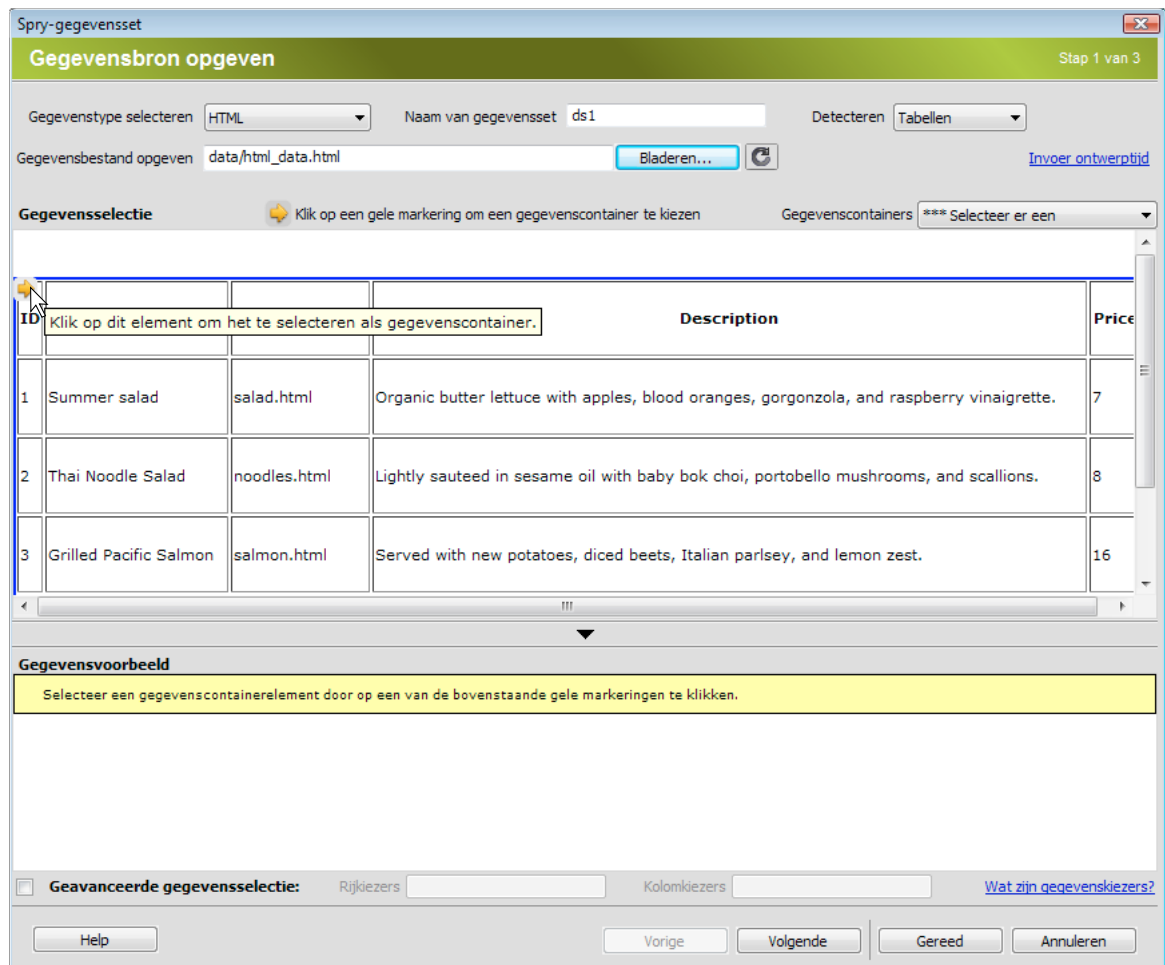 Spry-gegevensset
Gegevensbron opgeven
Stap 1 van 3
Gegevenstype selecteren HTML Naam van gegevensset ds1 Detecteren Tabellen
Gegevensbestand opgeven data/html_data.html Bladeren... Invoer ontwerptijd
Gegevensselectie Klik op een gele markering om een gegevenscontainer te kiezen Gegevenscontainers *** Selecteer er een
ID Description Price
Klik op dit element om het te selecteren als gegevenscontainer.
1 Summer salad salad.html Organic butter lettuce with apples, blood oranges, gorgonzola, and raspberry vinaigrette. 7
2 Thai Noodle Salad noodles.html Lightly sauteed in sesame oil with baby bok choi, portobello mushrooms, and scallions. 8
3 Grilled Pacific Salmon salmon.html Served with new potatoes, diced beets, Italian parlsey, and lemon zest. 16
Gegevensvoorbeeld
Selecteer een gegevenscontainerelement door op een van de bovenstaande gele markeringen te klikken.
Geavanceerde gegevensselectie: Rijkiezers Kolomkiezers Wat zijn gegevenskiezers?
Help Vorige Volgende Gereed Annuleren